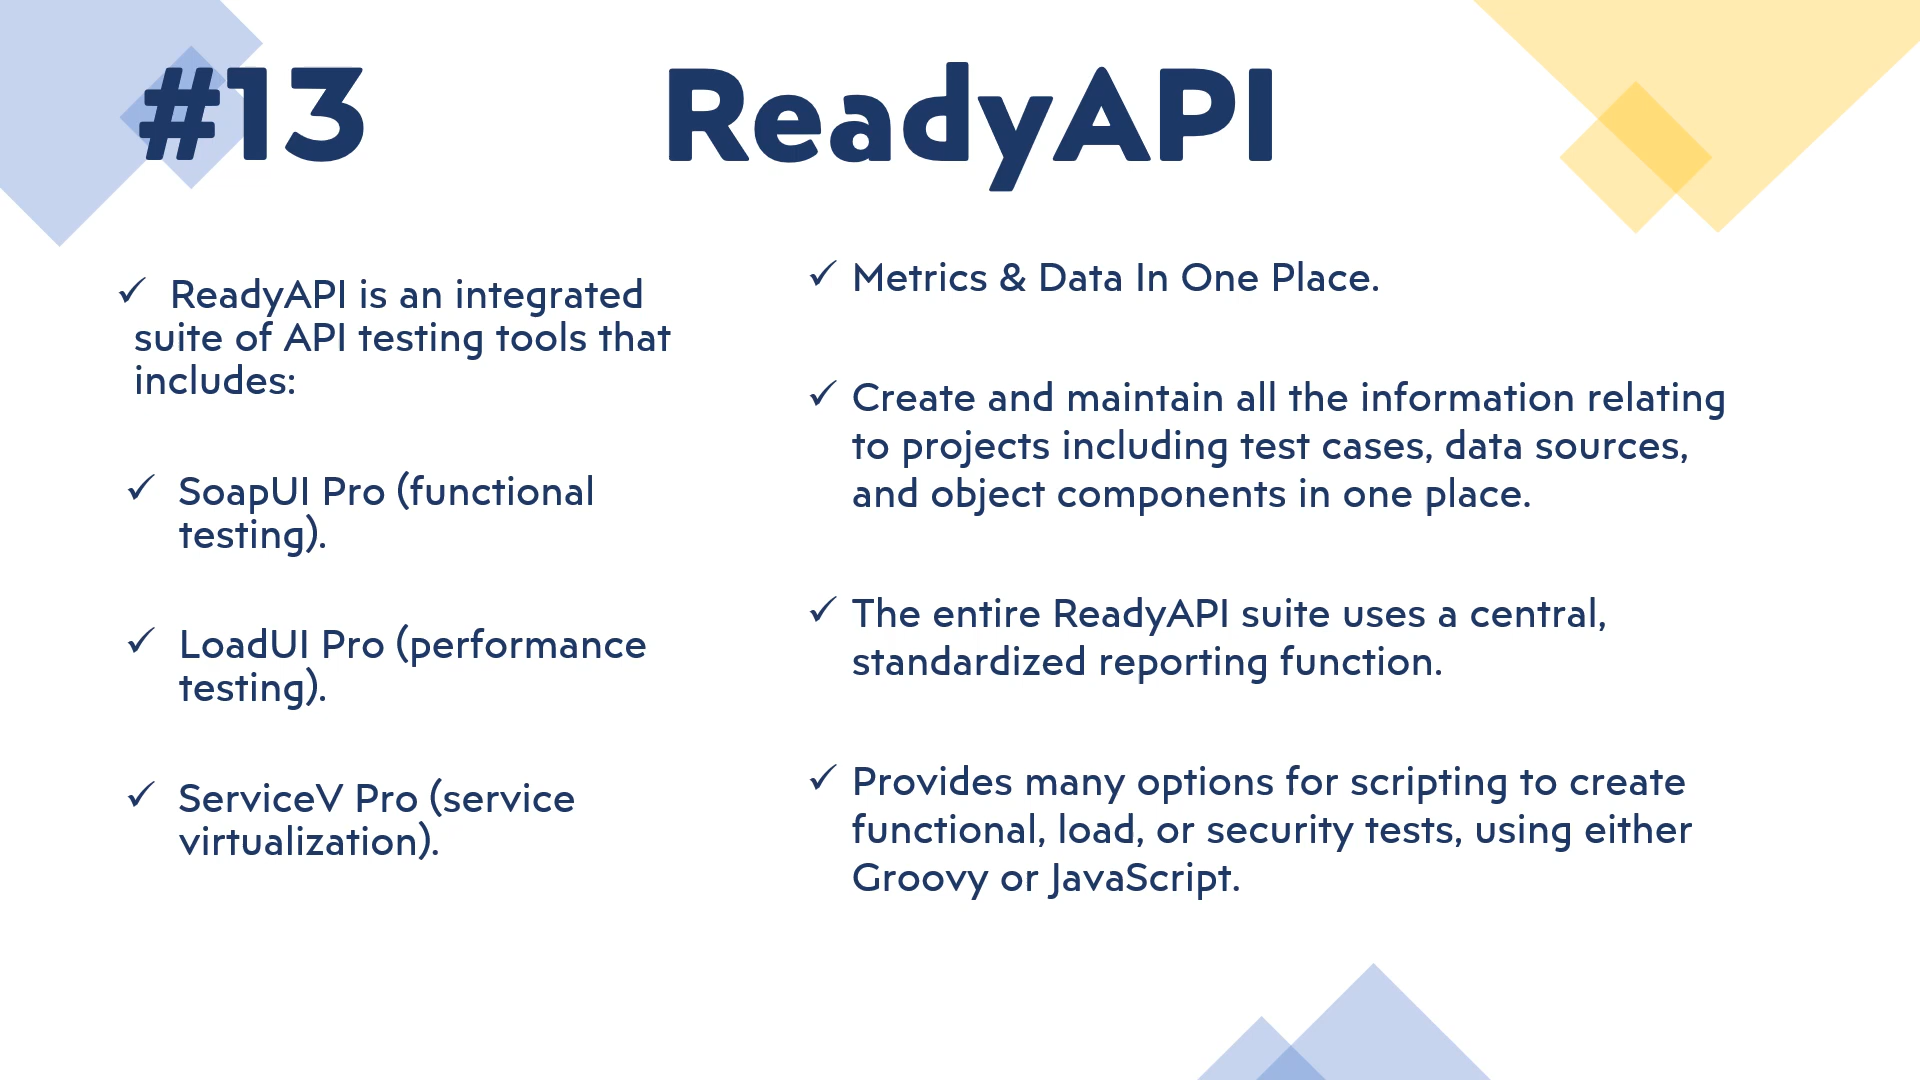 #13
ReadyAPI
✓ ReadyAPI is an integrated
suite of API testing tools that
includes:
✓ SoapUI Pro (functional
testing).
✓ LoadUI Pro (performance
testing).
✓ ServiceV Pro (service
virtualization).
✓ Metrics & Data In One Place.
✓ Create and maintain all the information relating
to projects including test cases, data sources,
and object components in one place.
✓ The entire ReadyAPI suite uses a central,
standardized reporting function.
✓ Provides many options for scripting to create
functional, load, or security tests, using either
Groovy or JavaScript.